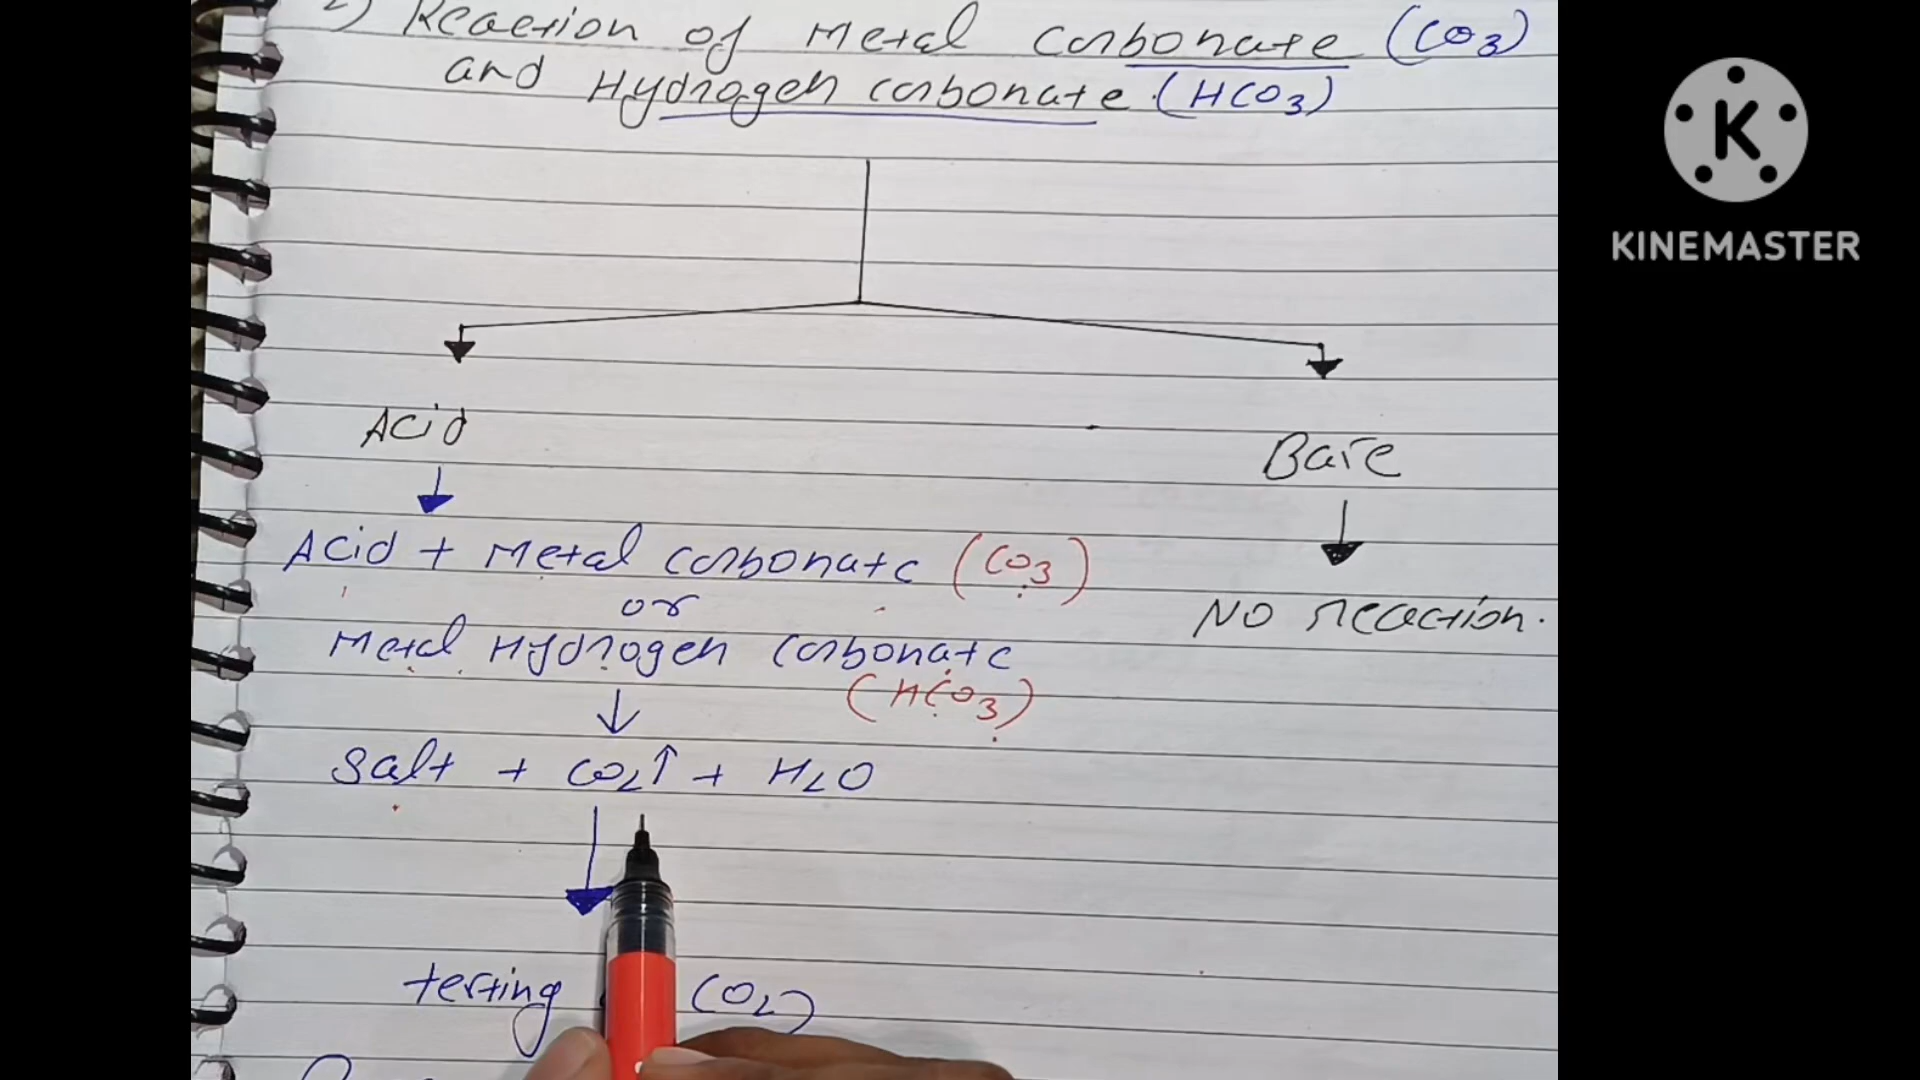 2) Reaction of Metal Carbonate (CO3)
and Hydrogen carbonate (HCO3)
KINEMASTER
Acid
Base
Acid + Metal carbonate (CO3)
or
Metal Hydrogen Carbonate
(HCO3)
No reaction.
Salt + CO2↑ + H2O
testing (CO2)